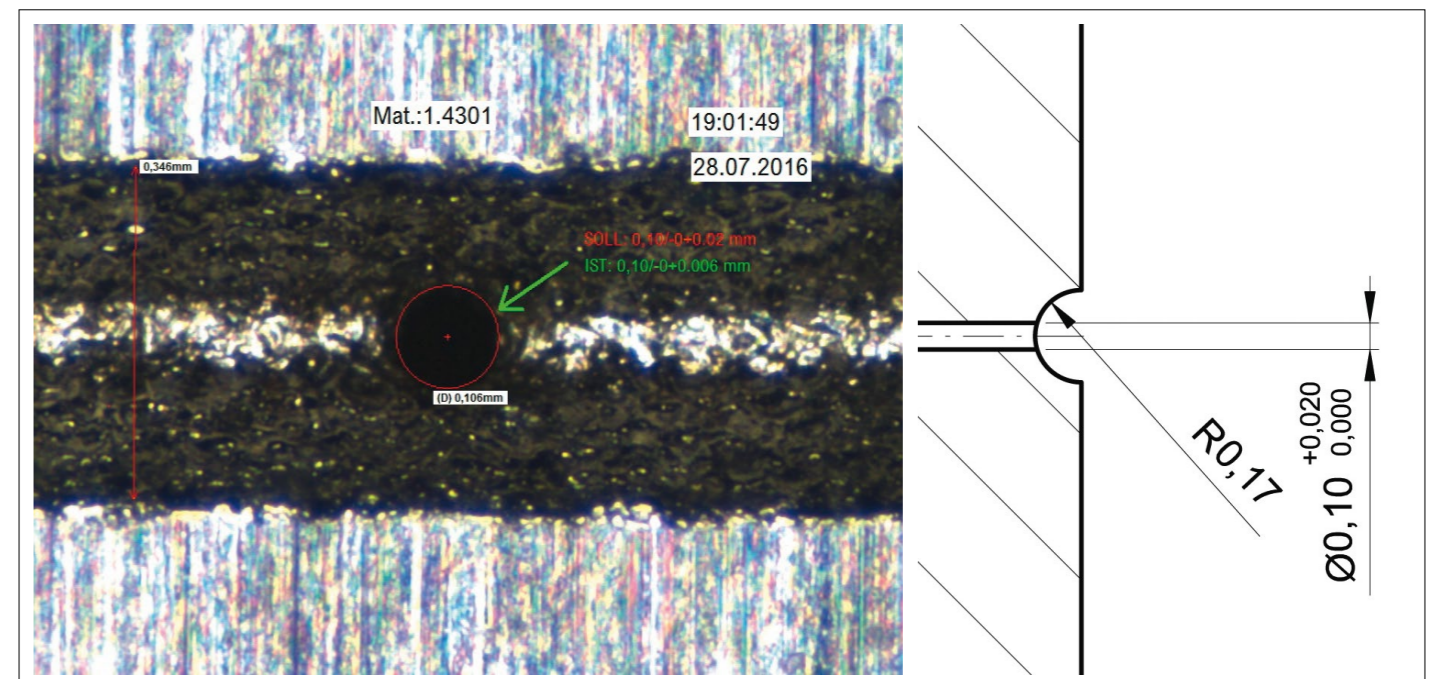 Mat.:1.4301
19:01:49
28.07.2016
0,346mm
SOLL: 0,10/-0+0.02 mm
IST: 0,10/-0+0.006 mm
(D) 0,106mm
R0,17
Ø0,10 +0,020 0,000